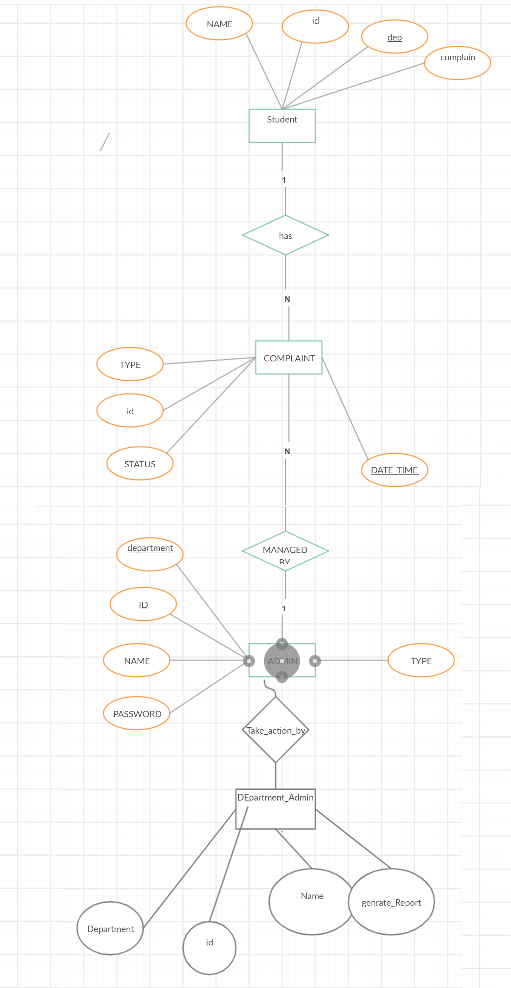 NAME
id
dep
complain
Student
1
has
N
COMPLAINT
TYPE
id
STATUS
DATE_TIME
N
MANAGED
BY
department
ID
1
NAME
ADMIN
TYPE
PASSWORD
Take_action_by
DEpartment_Admin
Name
genrate_Report
Department
id